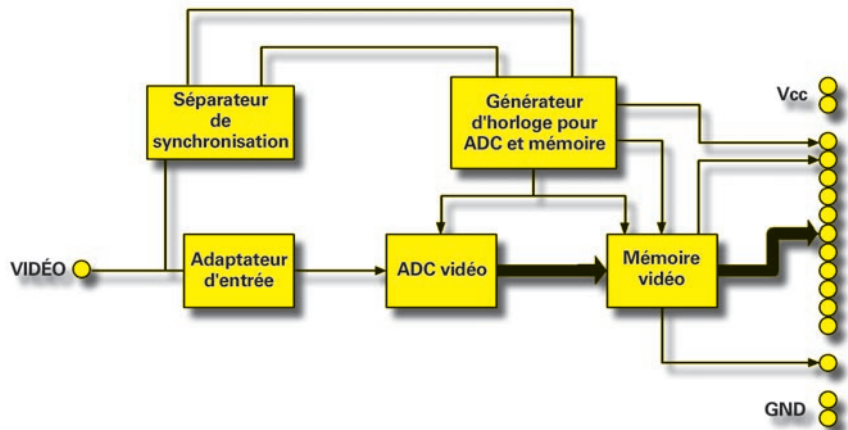 Séparateur
de
synchronisation
Générateur
d'horloge pour
ADC et mémoire
Vcc
VIDÉO
Adaptateur
d'entrée
ADC vidéo
Mémoire
vidéo
GND